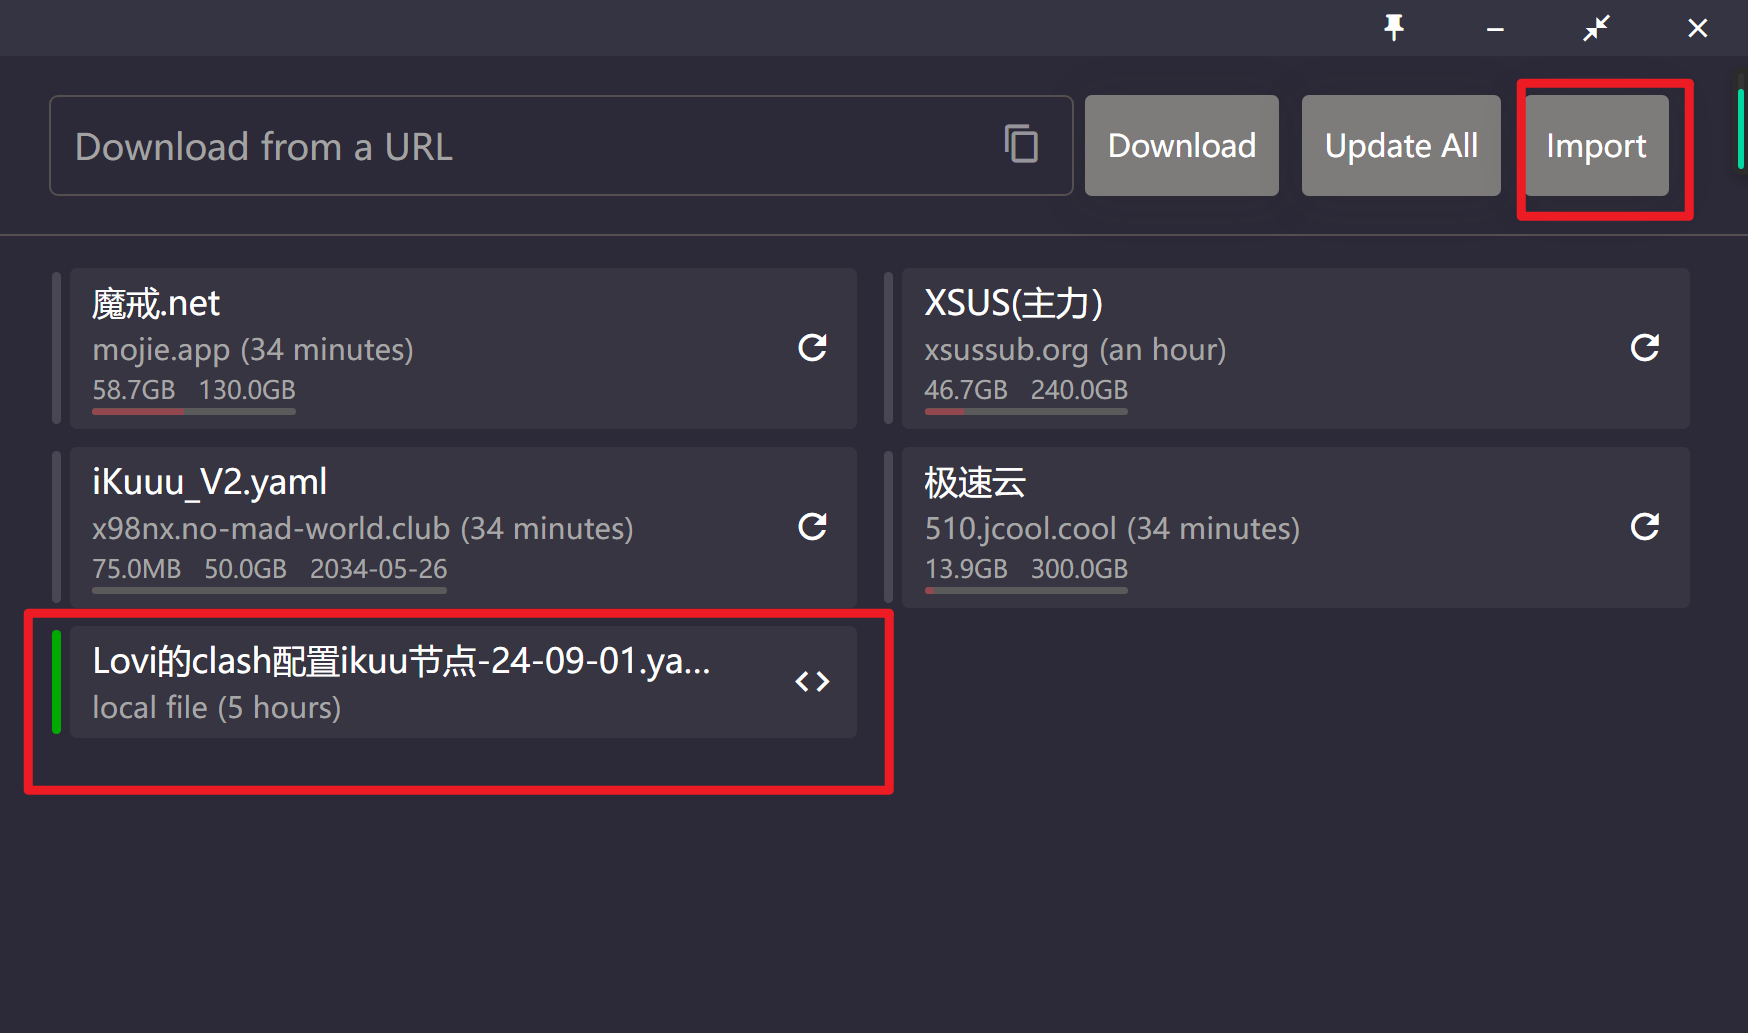 Download from a URL
Download
Update All
Import
魔戒.net
mojie.app (34 minutes)
58.7GB 130.0GB
XSUS(主力)
xsussub.org (an hour)
46.7GB 240.0GB
iKuuu_V2.yaml
x98nx.no-mad-world.club (34 minutes)
75.0MB 50.0GB 2034-05-26
极速云
510.jcool.cool (34 minutes)
13.9GB 300.0GB
Lovi的clash配置ikuu节点-24-09-01.ya...
local file (5 hours)